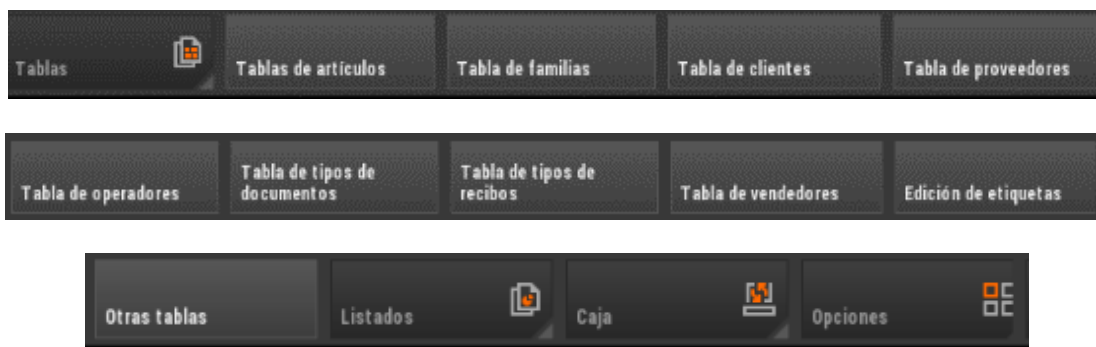 Tablas
Tablas de artículos
Tabla de familias
Tabla de clientes
Tabla de proveedores
Tabla de operadores
Tabla de tipos de
documentos
Tabla de tipos de
recibos
Tabla de vendedores
Edición de etiquetas
Otras tablas
Listados
Caja
Opciones